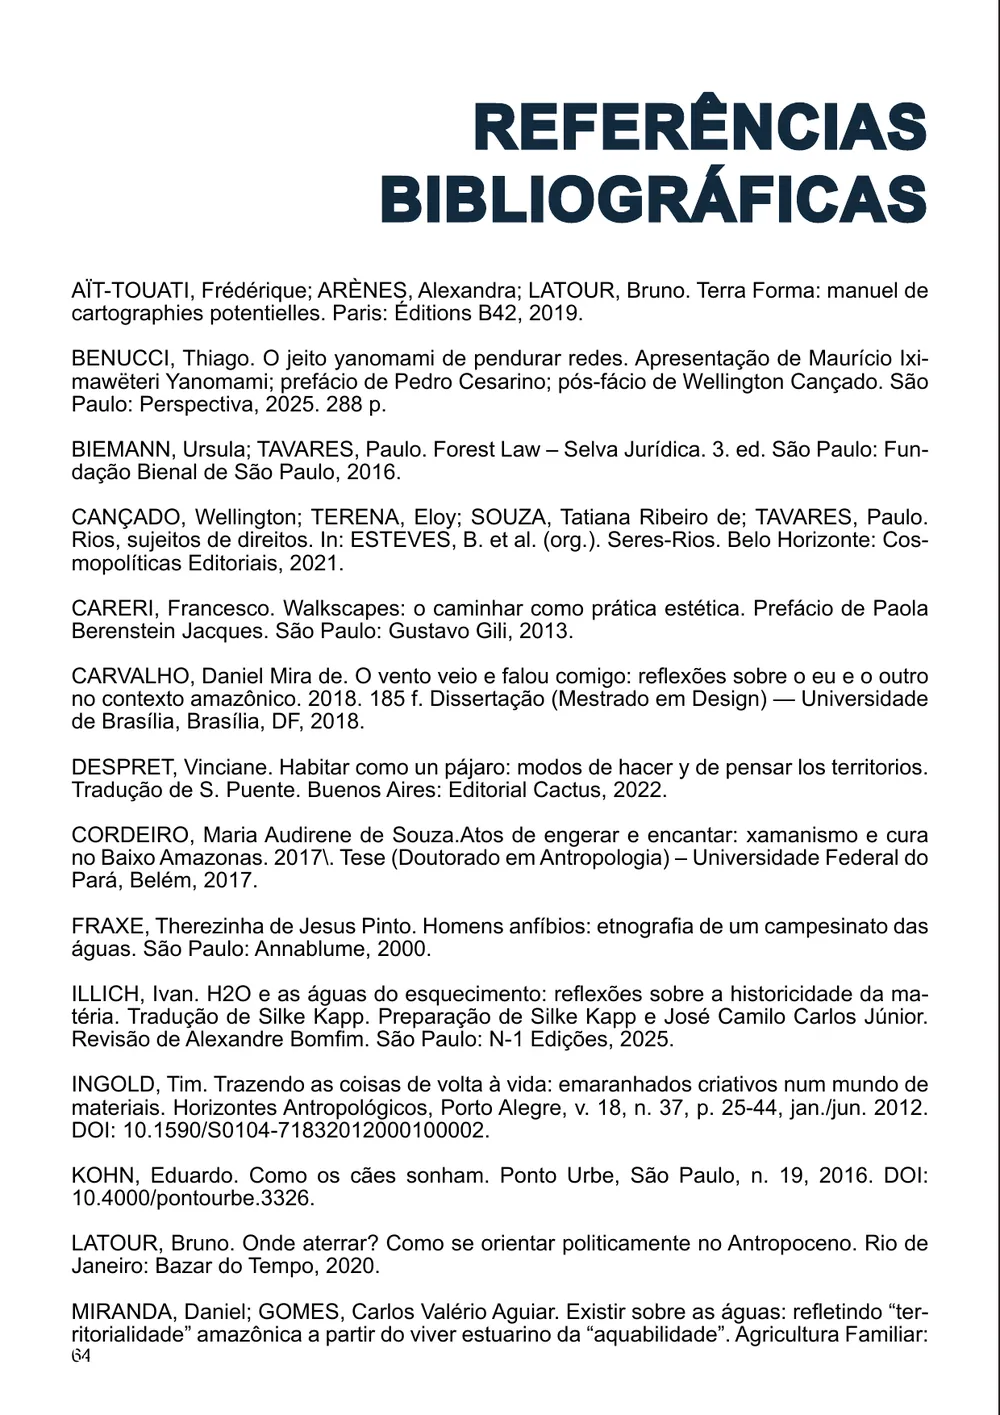 REFERÊNCIAS
BIBLIOGRÁFICAS
AÏT-TOUATI, Frédérique; ARÈNES, Alexandra; LATOUR, Bruno. Terra Forma: manuel de
cartographies potentielles. Paris: Éditions B42, 2019.
BENUCCI, Thiago. O jeito yanomami de pendurar redes. Apresentação de Maurício Ixi-
mawëteri Yanomami; prefácio de Pedro Cesarino; pós-fácio de Wellington Cançado. São
Paulo: Perspectiva, 2025. 288 p.
BIEMANN, Ursula; TAVARES, Paulo. Forest Law – Selva Jurídica. 3. ed. São Paulo: Fun-
dação Bienal de São Paulo, 2016.
CANÇADO, Wellington; TERENA, Eloy; SOUZA, Tatiana Ribeiro de; TAVARES, Paulo.
Rios, sujeitos de direitos. In: ESTEVES, B. et al. (org.). Seres-Rios. Belo Horizonte: Cos-
mopolíticas Editoriais, 2021.
CARERI, Francesco. Walkscapes: o caminhar como prática estética. Prefácio de Paola
Berenstein Jacques. São Paulo: Gustavo Gili, 2013.
CARVALHO, Daniel Mira de. O vento veio e falou comigo: reflexões sobre o eu e o outro
no contexto amazônico. 2018. 185 f. Dissertação (Mestrado em Design) — Universidade
de Brasília, Brasília, DF, 2018.
DESPRET, Vinciane. Habitar como un pájaro: modos de hacer y de pensar los territorios.
Tradução de S. Puente. Buenos Aires: Editorial Cactus, 2022.
CORDEIRO, Maria Audirene de Souza.Atos de engerar e encantar: xamanismo e cura
no Baixo Amazonas. 2017\. Tese (Doutorado em Antropologia) – Universidade Federal do
Pará, Belém, 2017.
FRAXE, Therezinha de Jesus Pinto. Homens anfíbios: etnografia de um campesinato das
águas. São Paulo: Annablume, 2000.
ILLICH, Ivan. H2O e as águas do esquecimento: reflexões sobre a historicidade da ma-
téria. Tradução de Silke Kapp. Preparação de Silke Kapp e José Camilo Carlos Júnior.
Revisão de Alexandre Bomfim. São Paulo: N-1 Edições, 2025.
INGOLD, Tim. Trazendo as coisas de volta à vida: emaranhados criativos num mundo de
materiais. Horizontes Antropológicos, Porto Alegre, v. 18, n. 37, p. 25-44, jan./jun. 2012.
DOI: 10.1590/S0104-71832012000100002.
KOHN, Eduardo. Como os cães sonham. Ponto Urbe, São Paulo, n. 19, 2016. DOI:
10.4000/pontourbe.3326.
LATOUR, Bruno. Onde aterrar? Como se orientar politicamente no Antropoceno. Rio de
Janeiro: Bazar do Tempo, 2020.
MIRANDA, Daniel; GOMES, Carlos Valério Aguiar. Existir sobre as águas: refletindo “ter-
ritorialidade” amazônica a partir do viver estuarino da “aquabilidade”. Agricultura Familiar:
64